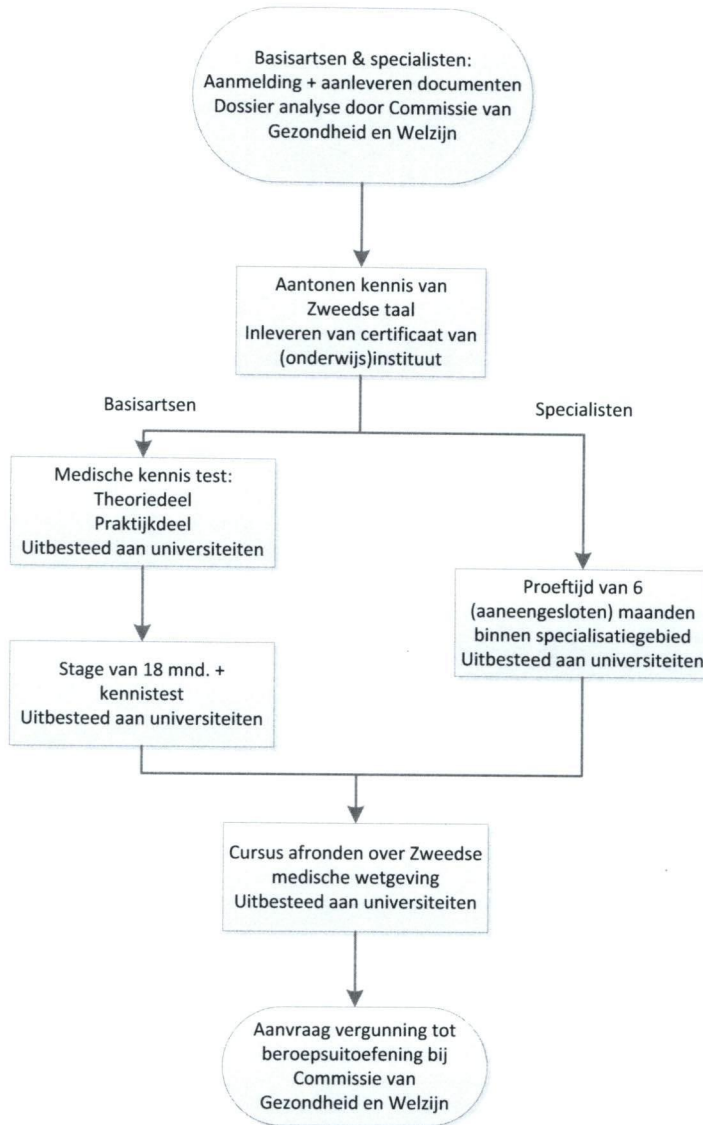 Basisartsen & specialisten:
Aanmelding + aanleveren documenten
Dossier analyse door Commissie van
Gezondheid en Welzijn
Aantonen kennis van
Zweedse taal
Inleveren van certificaat van
(onderwijs)instituut
Basisartsen
Specialisten
Medische kennis test:
Theoriedeel
Praktijkdeel
Uitbesteed aan universiteiten
Proeftijd van 6
(aaneengesloten) maanden
binnen specialisatiegebied
Uitbesteed aan universiteiten
Stage van 18 mnd. +
kennistest
Uitbesteed aan universiteiten
Cursus afronden over Zweedse
medische wetgeving
Uitbesteed aan universiteiten
Aanvraag vergunning tot
beroepsuitoefening bij
Commissie van
Gezondheid en Welzijn